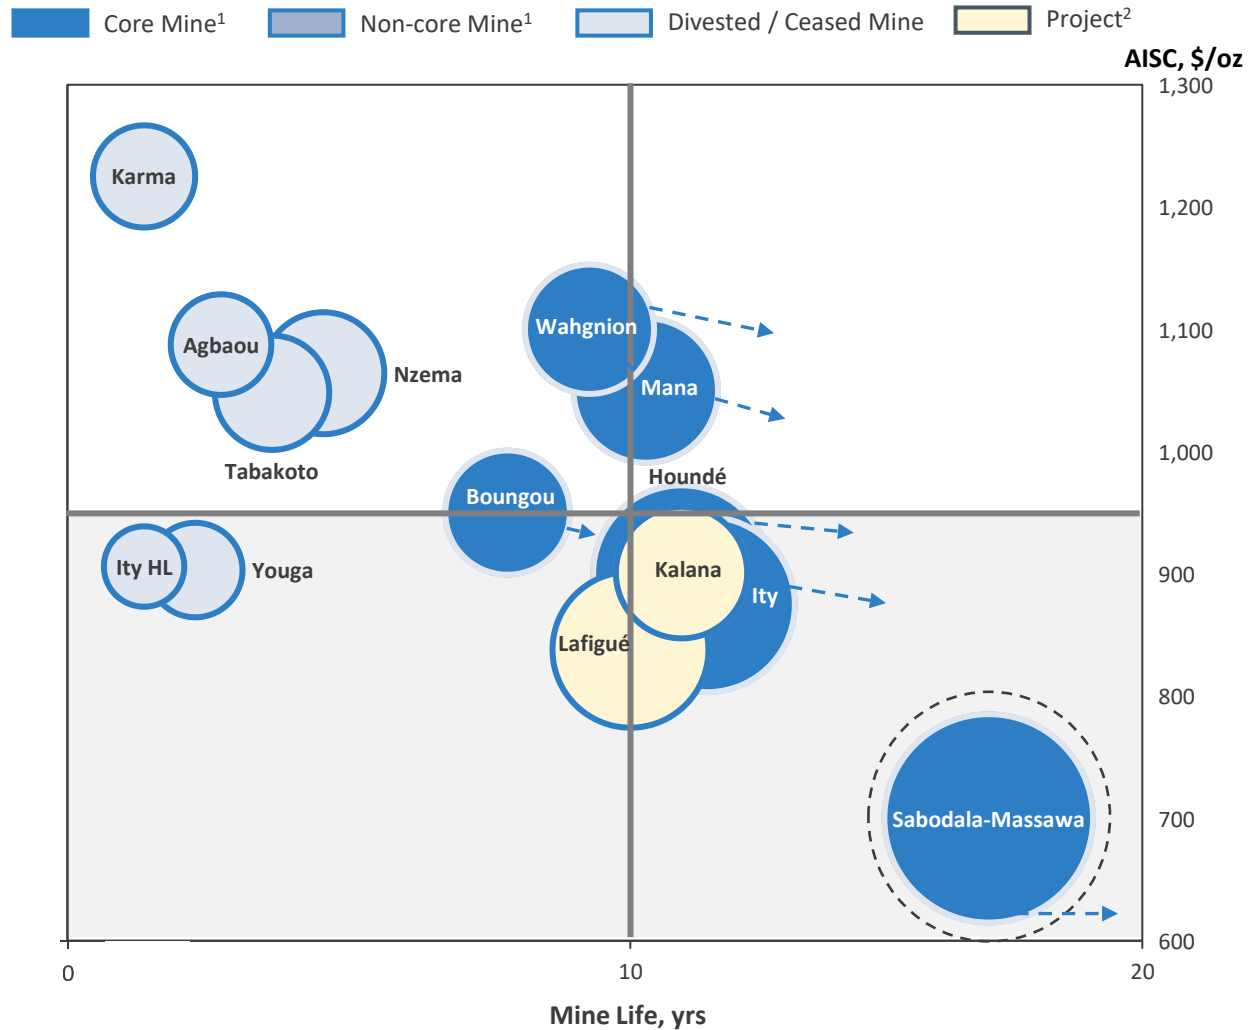 Core Mine¹ Non-core Mine¹ Divested / Ceased Mine Project²
AISC, $/oz
1,300
Karma
1,200
Wahgnion
1,100
Agbaou
Nzema
Mana
Tabakoto
1,000
Houndé
Boungou
Ity HL
Youga
Kalana
900
Ity
Lafigué
800
Sabodala-Massawa
700
600
0
10
20
Mine Life, yrs